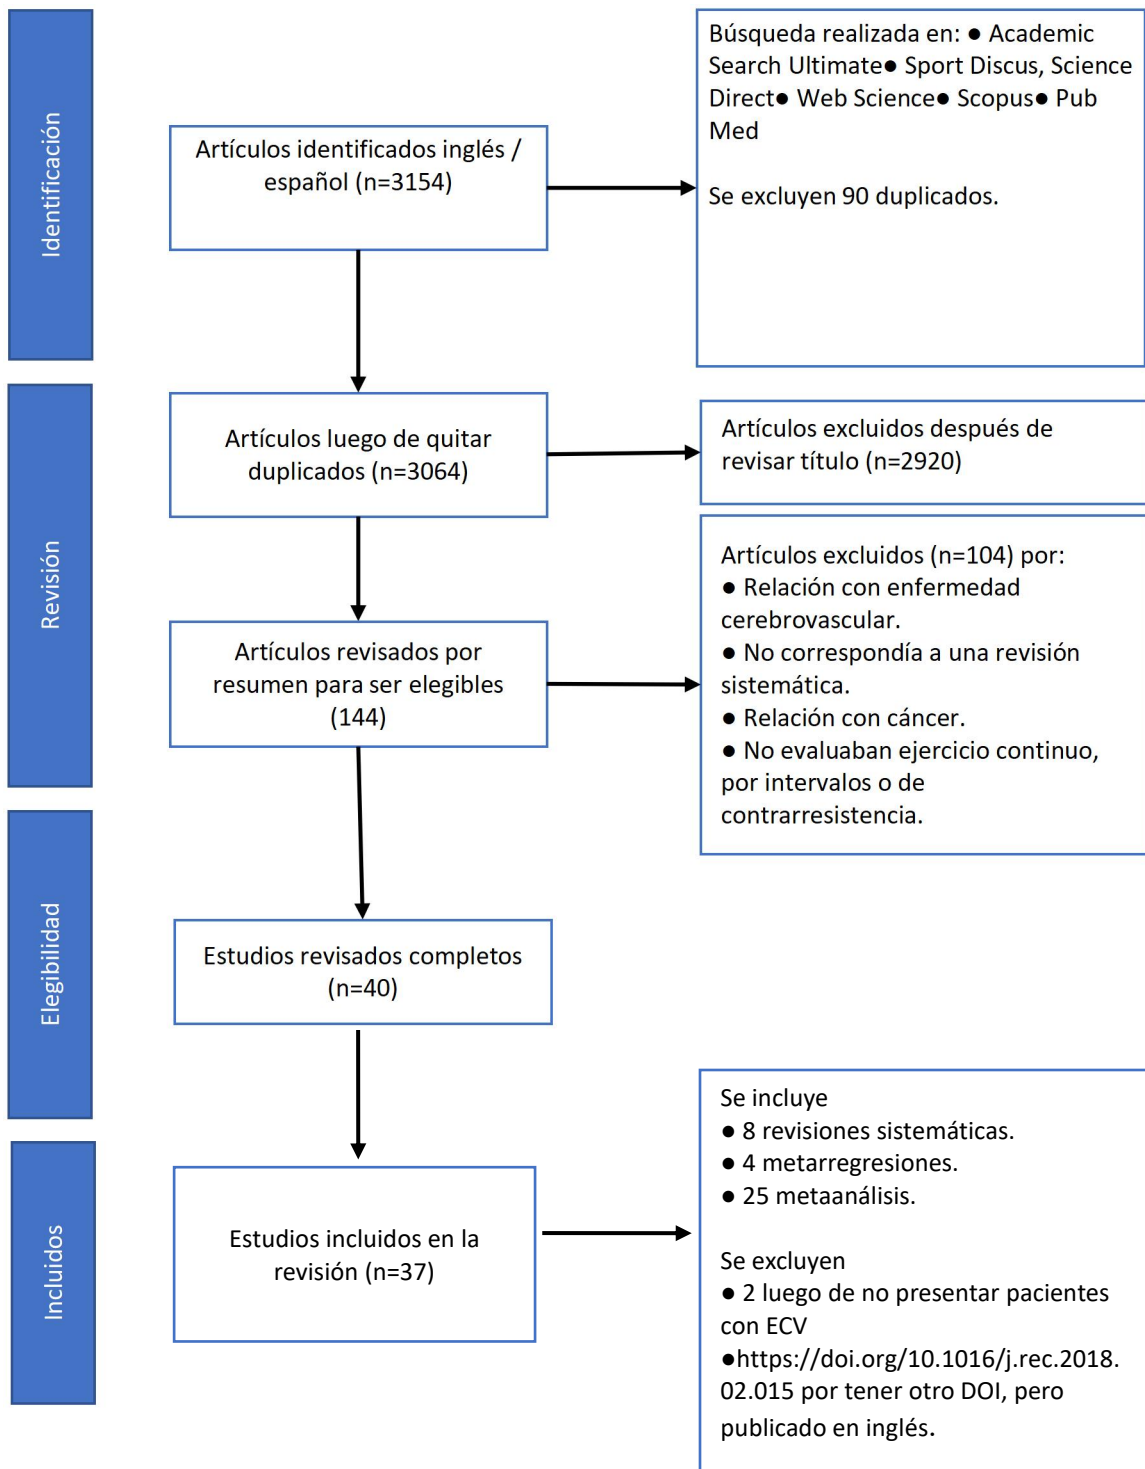 Identificación
Artículos identificados inglés /
español (n=3154)
Búsqueda realizada en: ● Academic
Search Ultimate● Sport Discus, Science
Direct● Web Science● Scopus● Pub
Med
Se excluyen 90 duplicados.
Revisión
Artículos luego de quitar
duplicados (n=3064)
Artículos excluidos después de
revisar título (n=2920)
Artículos revisados por
resumen para ser elegibles
(144)
Artículos excluidos (n=104) por:
● Relación con enfermedad
cerebrovascular.
● No correspondía a una revisión
sistemática.
● Relación con cáncer.
● No evaluaban ejercicio continuo,
por intervalos o de
contrarresistencia.
Elegibilidad
Estudios revisados completos
(n=40)
Incluidos
Estudios incluidos en la
revisión (n=37)
Se incluye
● 8 revisiones sistemáticas.
● 4 metarregresiones.
● 25 metaanálisis.
Se excluyen
● 2 luego de no presentar pacientes
con ECV
●https://doi.org/10.1016/j.rec.2018.
02.015 por tener otro DOI, pero
publicado en inglés.